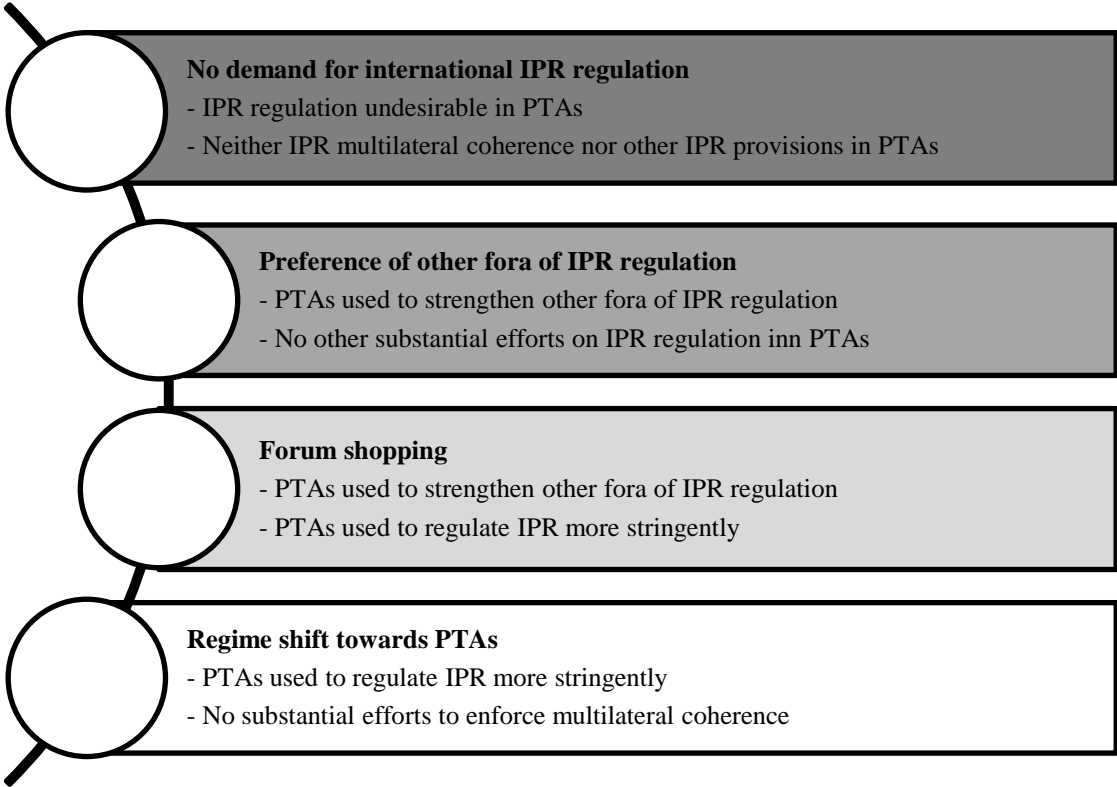 No demand for international IPR regulation
- IPR regulation undesirable in PTAs
- Neither IPR multilateral coherence nor other IPR provisions in PTAs
Preference of other fora of IPR regulation
- PTAs used to strengthen other fora of IPR regulation
- No other substantial efforts on IPR regulation inn PTAs
Forum shopping
- PTAs used to strengthen other fora of IPR regulation
- PTAs used to regulate IPR more stringently
Regime shift towards PTAs
- PTAs used to regulate IPR more stringently
- No substantial efforts to enforce multilateral coherence